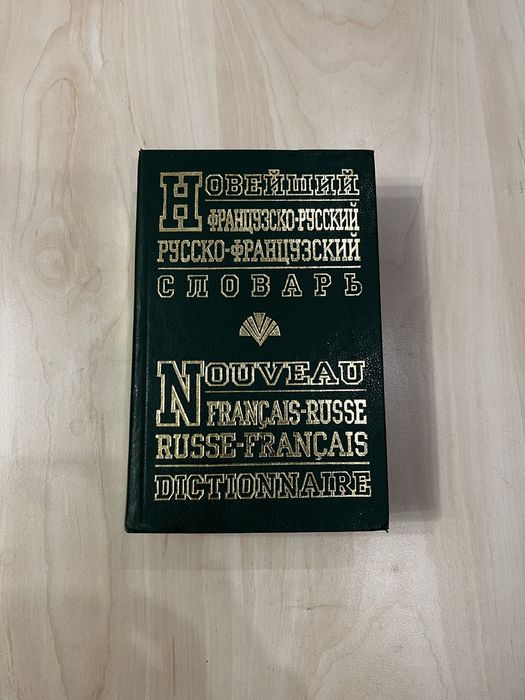 НОВЕЙШИЙ
ФРАНЦУЗСКО-РУССКИЙ
РУССКО-ФРАНЦУЗСКИЙ
СЛОВАРЬ
NOUVEAU
FRANÇAIS-RUSSE
RUSSE-FRANÇAIS
DICTIONNAIRE